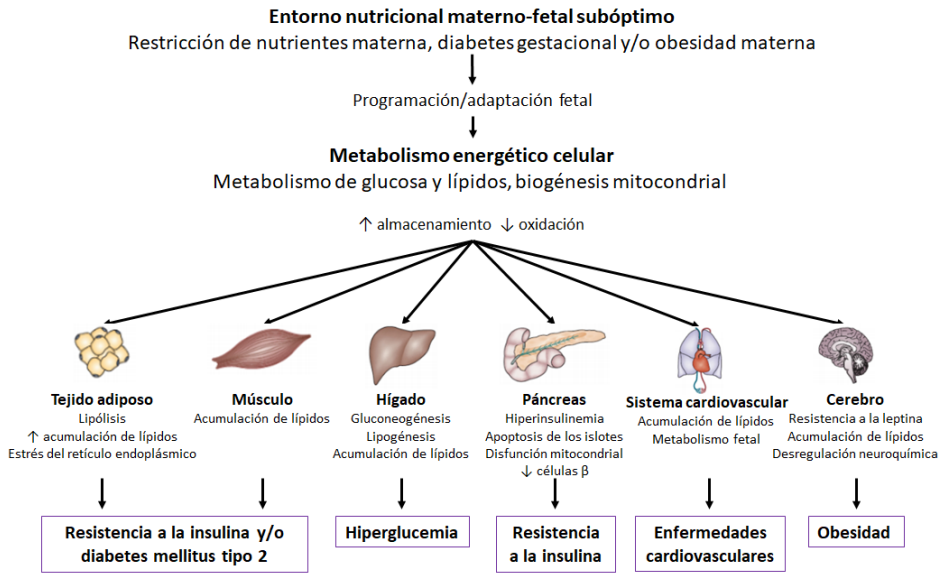 Entorno nutricional materno-fetal subóptimo
Restricción de nutrientes materna, diabetes gestacional y/o obesidad materna
Programación/adaptación fetal
Metabolismo energético celular
Metabolismo de glucosa y lípidos, biogénesis mitocondrial
↑ almacenamiento ↓ oxidación
Tejido adiposo
Lipólisis
↑ acumulación de lípidos
Estrés del retículo endoplásmico
Músculo
Acumulación de lípidos
Hígado
Gluconeogénesis
Lipogénesis
Acumulación de lípidos
Páncreas
Hiperinsulinemia
Apoptosis de los islotes
Disfunción mitocondrial
↓ células β
Sistema cardiovascular
Acumulación de lípidos
Metabolismo fetal
Cerebro
Resistencia a la leptina
Acumulación de lípidos
Desregulación neuroquímica
Resistencia a la insulina y/o
diabetes mellitus tipo 2
Hiperglucemia
Resistencia
a la insulina
Enfermedades
cardiovasculares
Obesidad